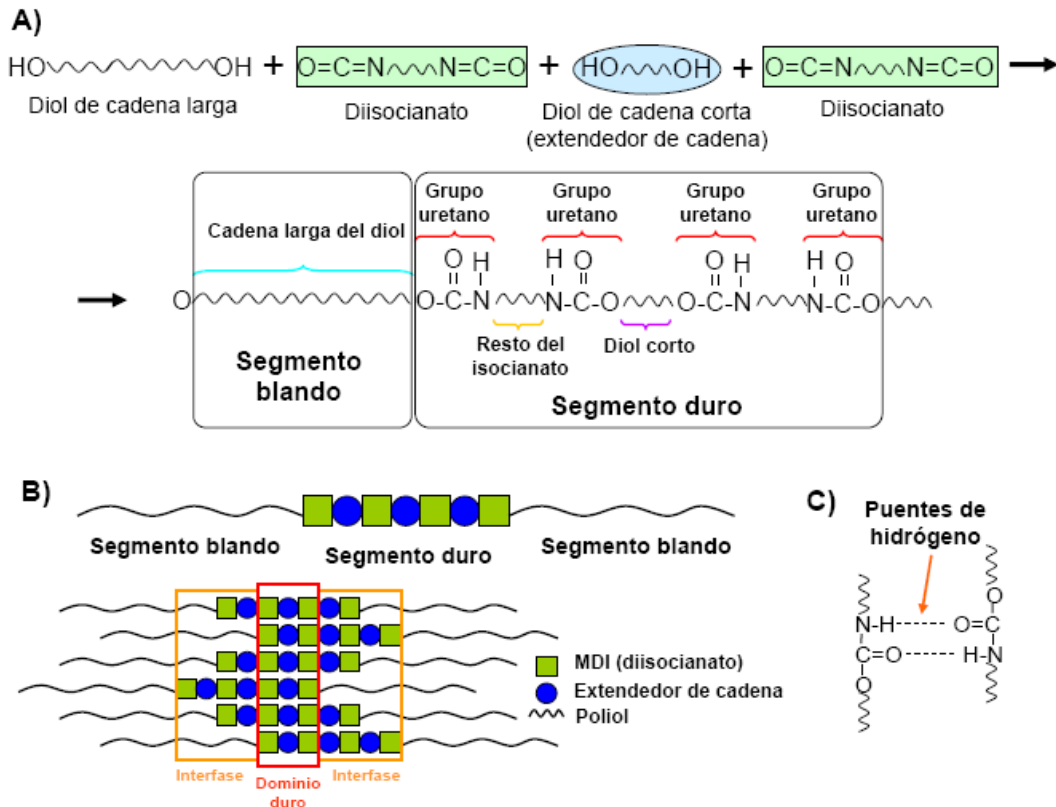 A)
HO OH + O=C=N N=C=O + HO OH + O=C=N N=C=O
Diol de cadena larga
Diisocianato
Diol de cadena corta
(extendedor de cadena)
Diisocianato
Cadena larga del diol
Grupo
uretano
Grupo
uretano
Grupo
uretano
Grupo
uretano
O H H O O H H O
O O-C-N N-C-O O-C-N N-C-O
Resto del
isocianato
Diol corto
Segmento
blando
Segmento duro
B)
Segmento blando
Segmento duro
Segmento blando
MDI (diisocianato)
Extendedor de cadena
Poliol
Interfase
Dominio
duro
Interfase
C)
Puentes de
hidrógeno
O
N-H O=C
C=O H-N
O